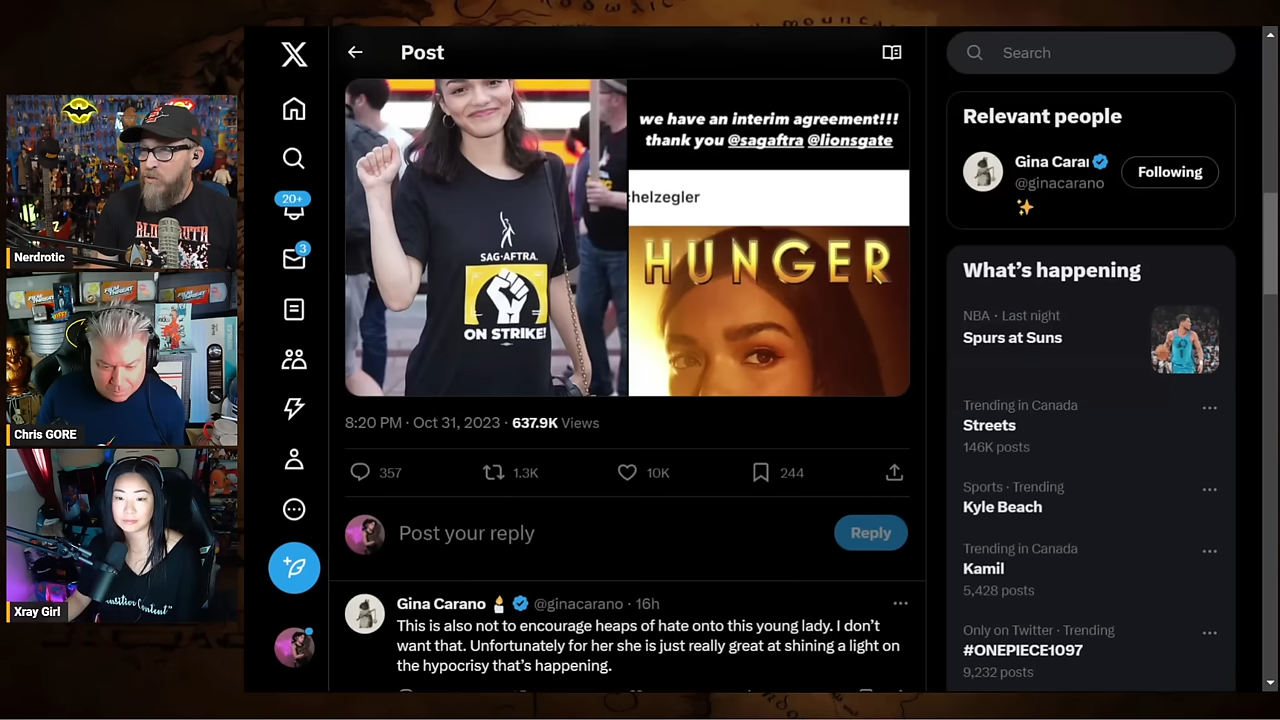 Post
Search
we have an interim agreement!!!
thank you @sagaftra @lionsgate
helzegler
HUNGER
SAG·AFTRA.
ON STRIKE!
8:20 PM · Oct 31, 2023 · 637.9K Views
357
1.3K
10K
244
Post your reply
Reply
Gina Carano
@ginacarano · 16h
This is also not to encourage heaps of hate onto this young lady. I don't
want that. Unfortunately for her she is just really great at shining a light on
the hypocrisy that's happening.
20+
3
Relevant people
Gina Cara
@ginacarano
Following
What's happening
NBA · Last night
Spurs at Suns
Trending in Canada
Streets
146K posts
Sports · Trending
Kyle Beach
Trending in Canada
Kamil
5,428 posts
Only on Twitter · Trending
#ONEPIECE1097
9,232 posts
Nerdrotic
Chris GORE
Xray Girl